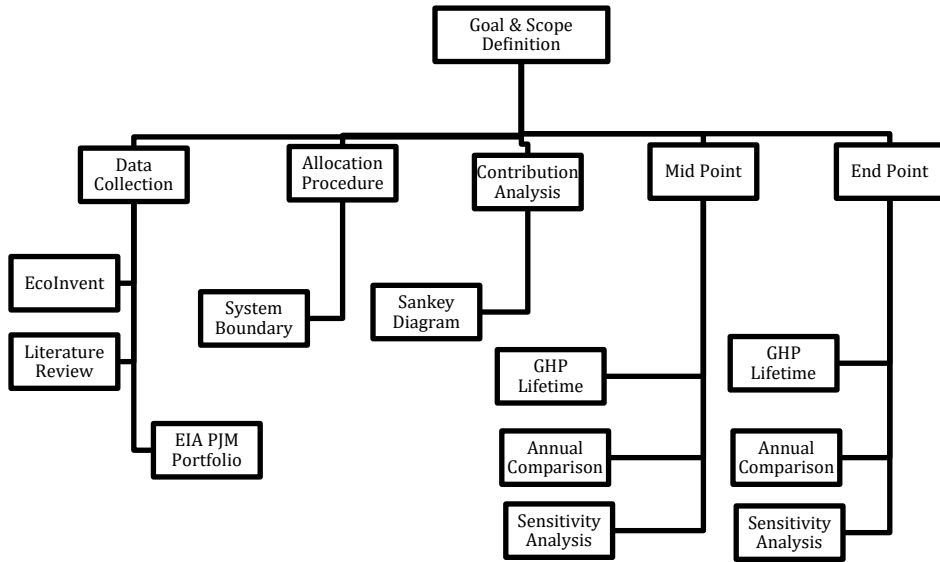 Goal & Scope
Definition
Data
Collection
Allocation
Procedure
Contribution
Analysis
Mid Point
End Point
EcoInvent
Literature
Review
EIA PJM
Portfolio
System
Boundary
Sankey
Diagram
GHP
Lifetime
Annual
Comparison
Sensitivity
Analysis
GHP
Lifetime
Annual
Comparison
Sensitivity
Analysis